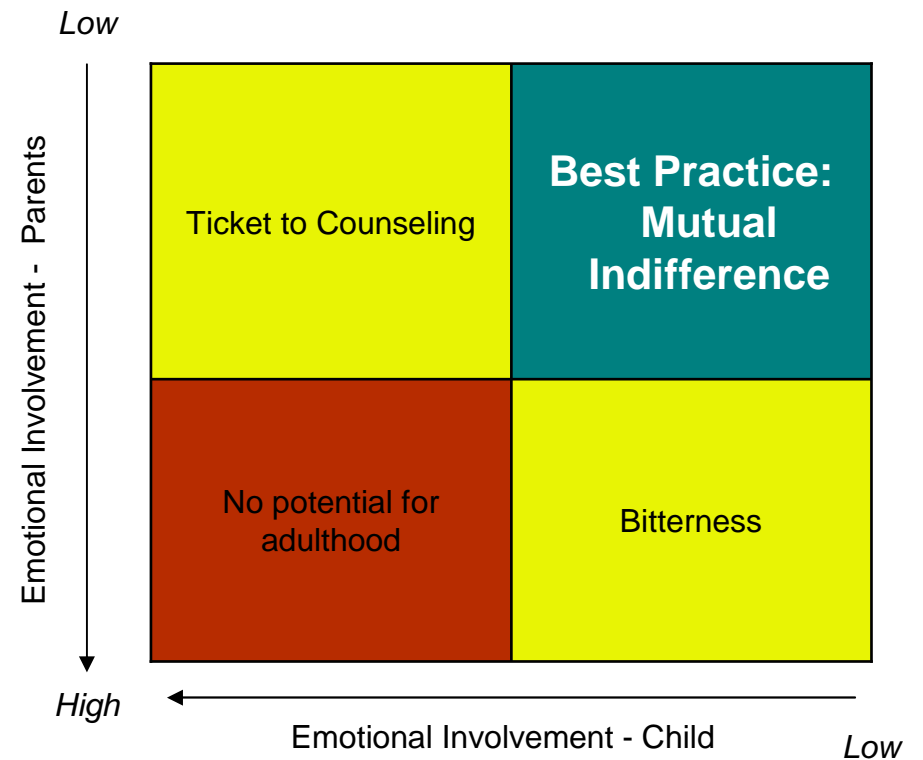 Low
Emotional Involvement - Parents
Ticket to Counseling
Best Practice:
Mutual
Indifference
No potential for
adulthood
Bitterness
High
Emotional Involvement - Child
Low